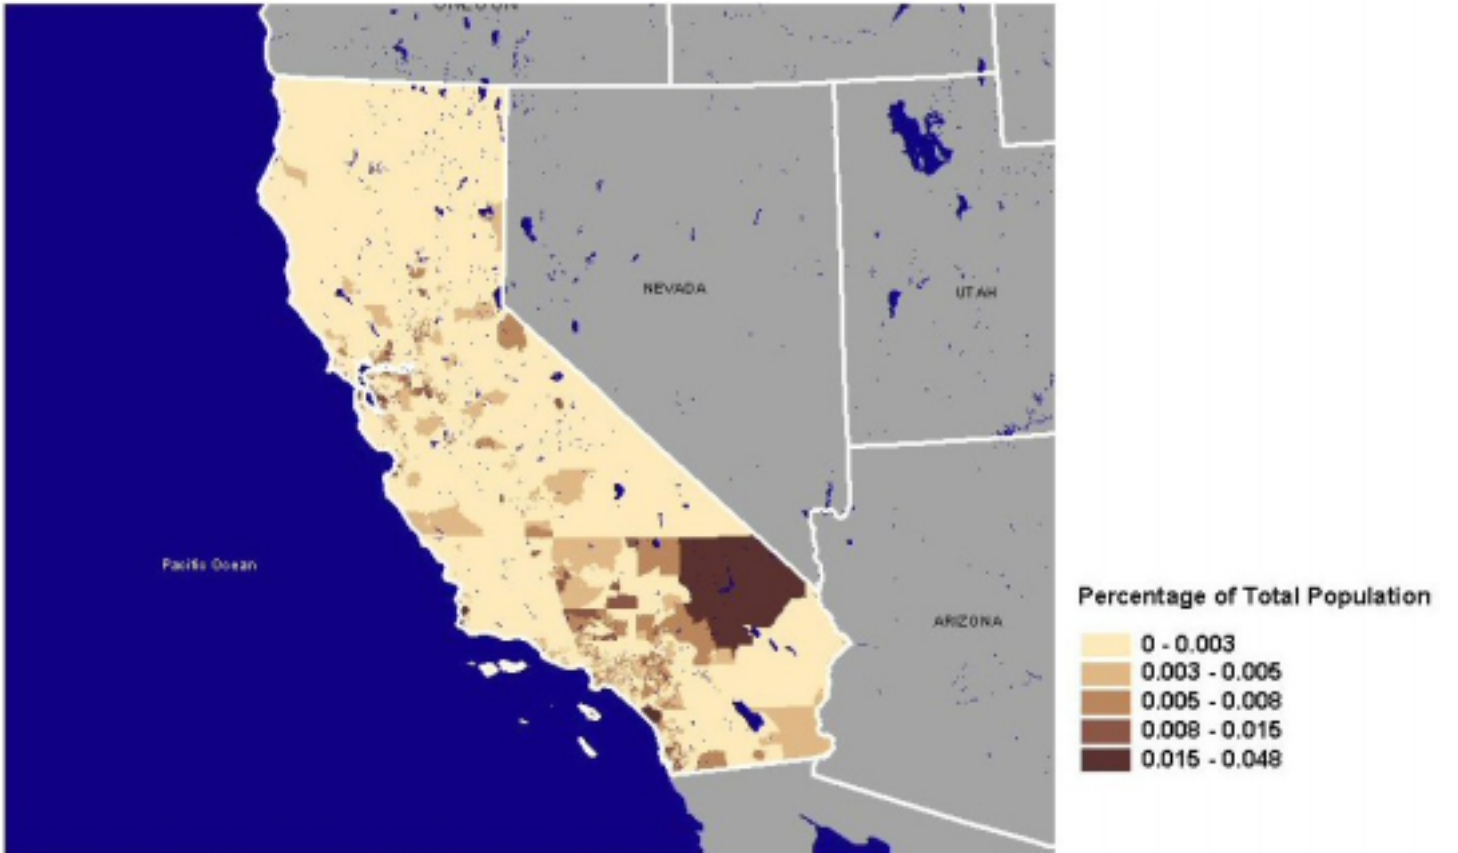 OREGON
NEVADA
UTAH
Pacific Ocean
ARIZONA
Percentage of Total Population
0 - 0.003
0.003 - 0.005
0.005 - 0.008
0.008 - 0.015
0.015 - 0.048